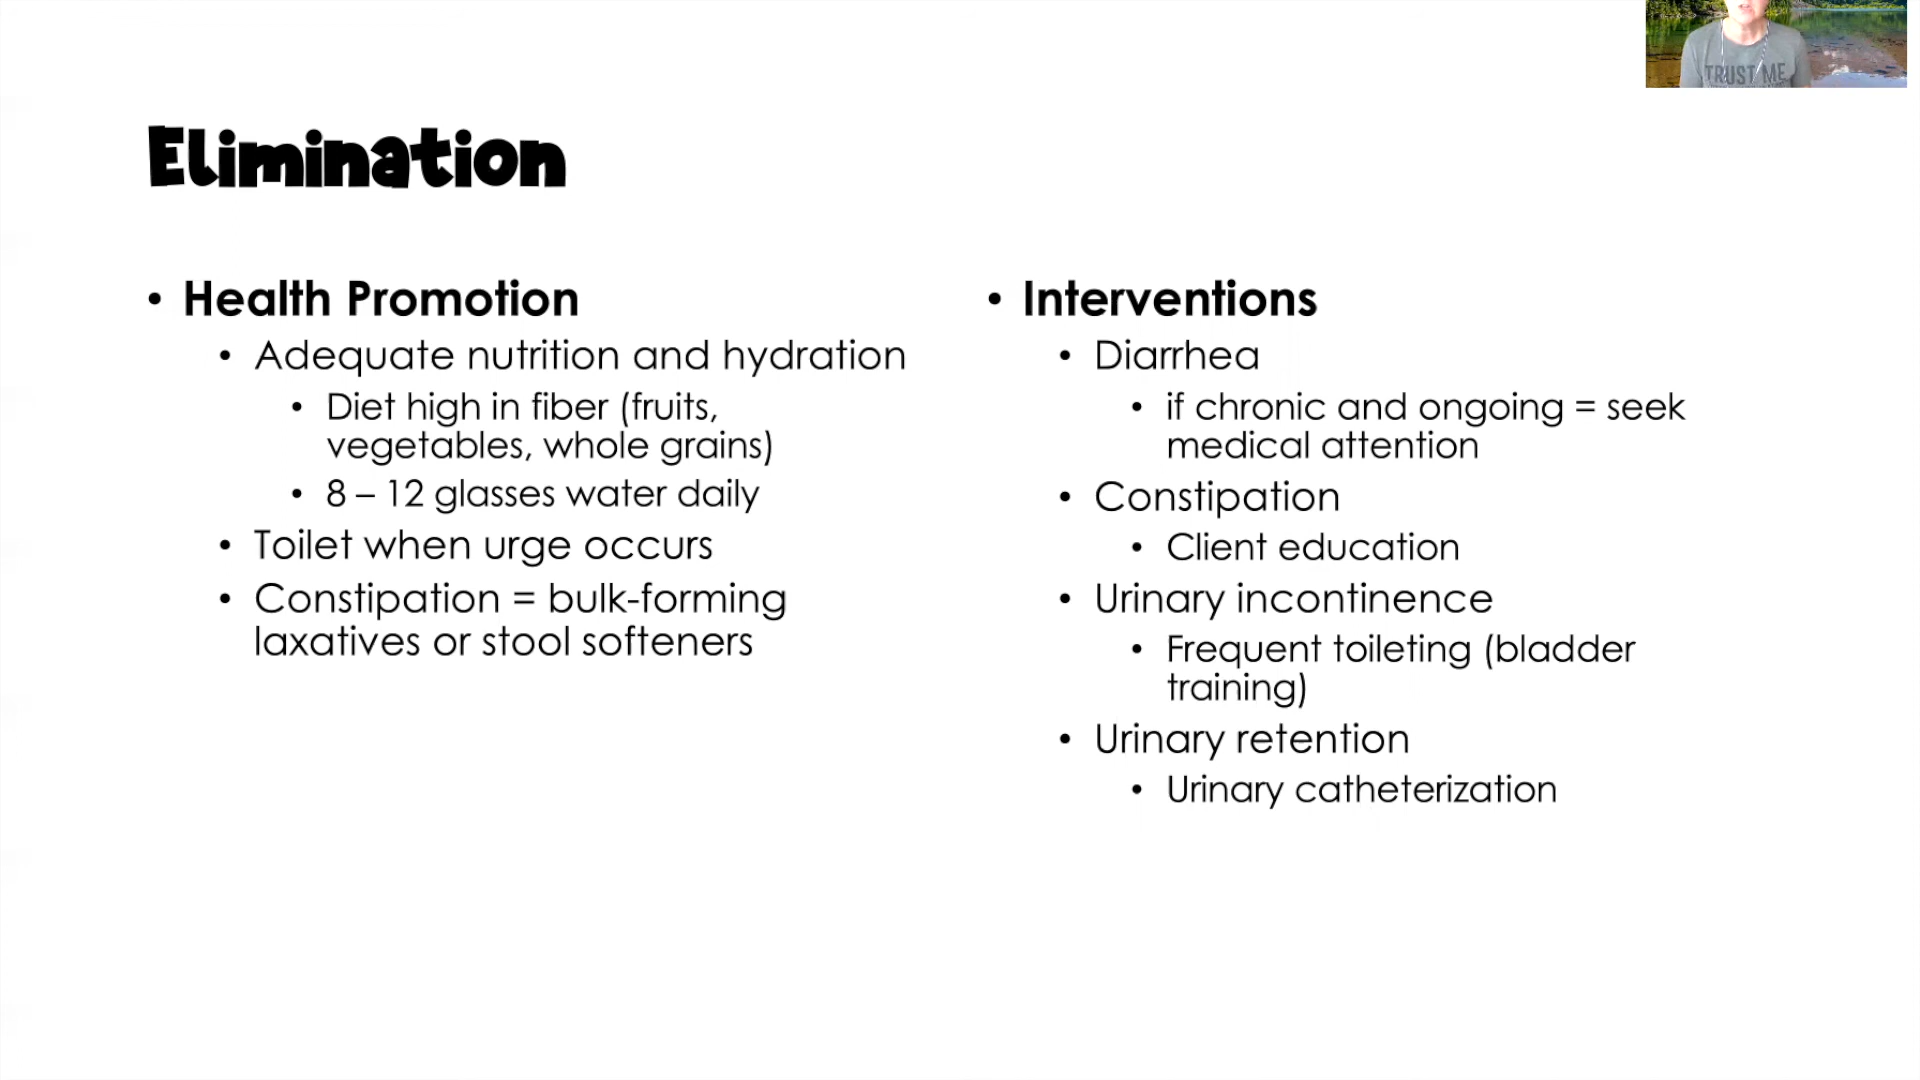 TRUST ME
Elimination
• Health Promotion
• Adequate nutrition and hydration
• Diet high in fiber (fruits,
vegetables, whole grains)
• 8 – 12 glasses water daily
• Toilet when urge occurs
• Constipation = bulk-forming
laxatives or stool softeners
• Interventions
• Diarrhea
• if chronic and ongoing = seek
medical attention
• Constipation
• Client education
• Urinary incontinence
• Frequent toileting (bladder
training)
• Urinary retention
• Urinary catheterization